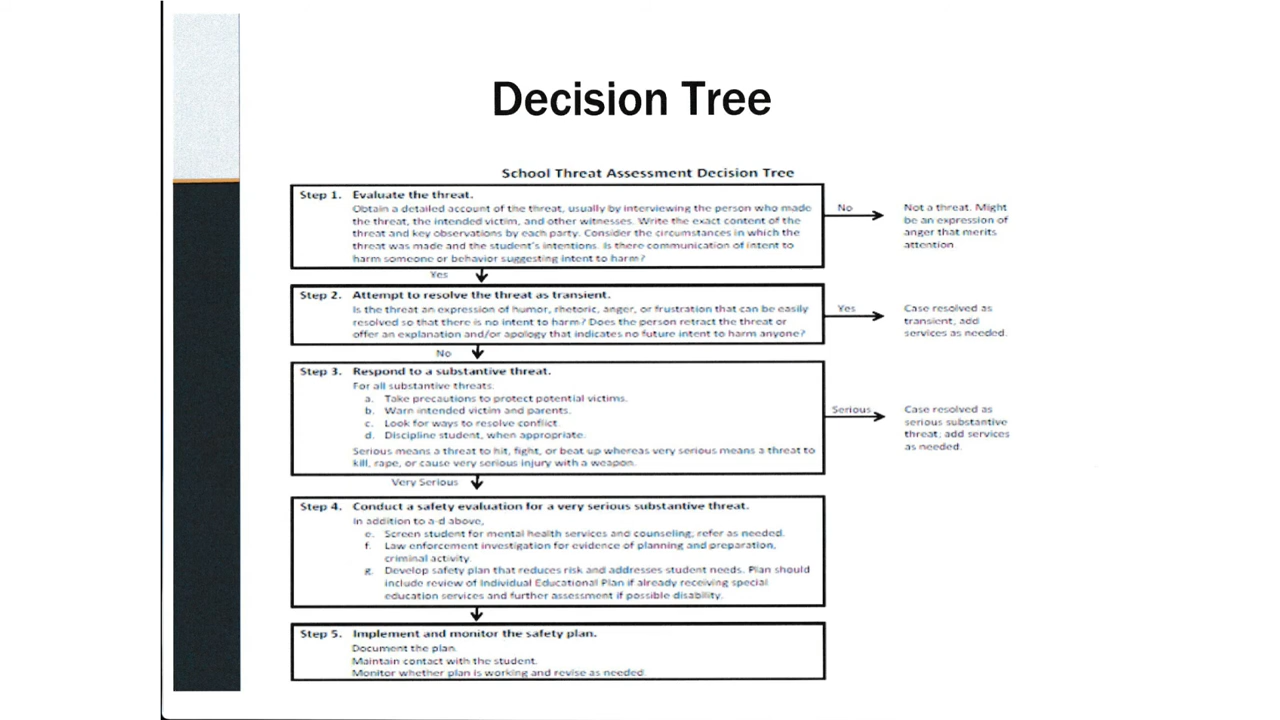 Decision Tree
School Threat Assessment Decision Tree
Step 1. Evaluate the threat.
Obtain a detailed account of the threat, usually by interviewing the person who made
the threat, the intended victim, and other witnesses. Write the exact content of the
threat and key observations by each party. Consider the circumstances in which the
threat was made and the student's intentions. Is there communication of intent to
harm someone or behavior suggesting intent to harm?
No
Not a threat. Might
be an expression of
anger that merits
attention
Yes
Step 2. Attempt to resolve the threat as transient.
Is the threat an expression of humor, rhetoric, anger, or frustration that can be easily
resolved so that there is no intent to harm? Does the person retract the threat or
offer an explanation and/or apology that indicates no future intent to harm anyone?
Yes
Case resolved as
transient, add
services as needed.
No
Step 3. Respond to a substantive threat.
For all substantive threats.
a. Take precautions to protect potential victims.
b. Warn intended victim and parents.
c. Look for ways to resolve conflict
d. Discipline student, when appropriate.
Serious means a threat to hit, fight, or beat up whereas very serious means a threat to
kill, rape, or cause very serious injury with a weapon.
Serious
Case resolved as
serious substantive
threat, add services
as needed.
Very Serious
Step 4. Conduct a safety evaluation for a very serious substantive threat.
In addition to a-d above,
e. Screen student for mental health services and counseling, refer as needed.
f. Law enforcement investigation for evidence of planning and preparation,
criminal activity.
g. Develop safety plan that reduces risk and addresses student needs. Plan should
include review of Individual Educational Plan if already receiving special
education services and further assessment if possible disability.
Step 5. Implement and monitor the safety plan.
Document the plan.
Maintain contact with the student.
Monitor whether plan is working and revise as needed.